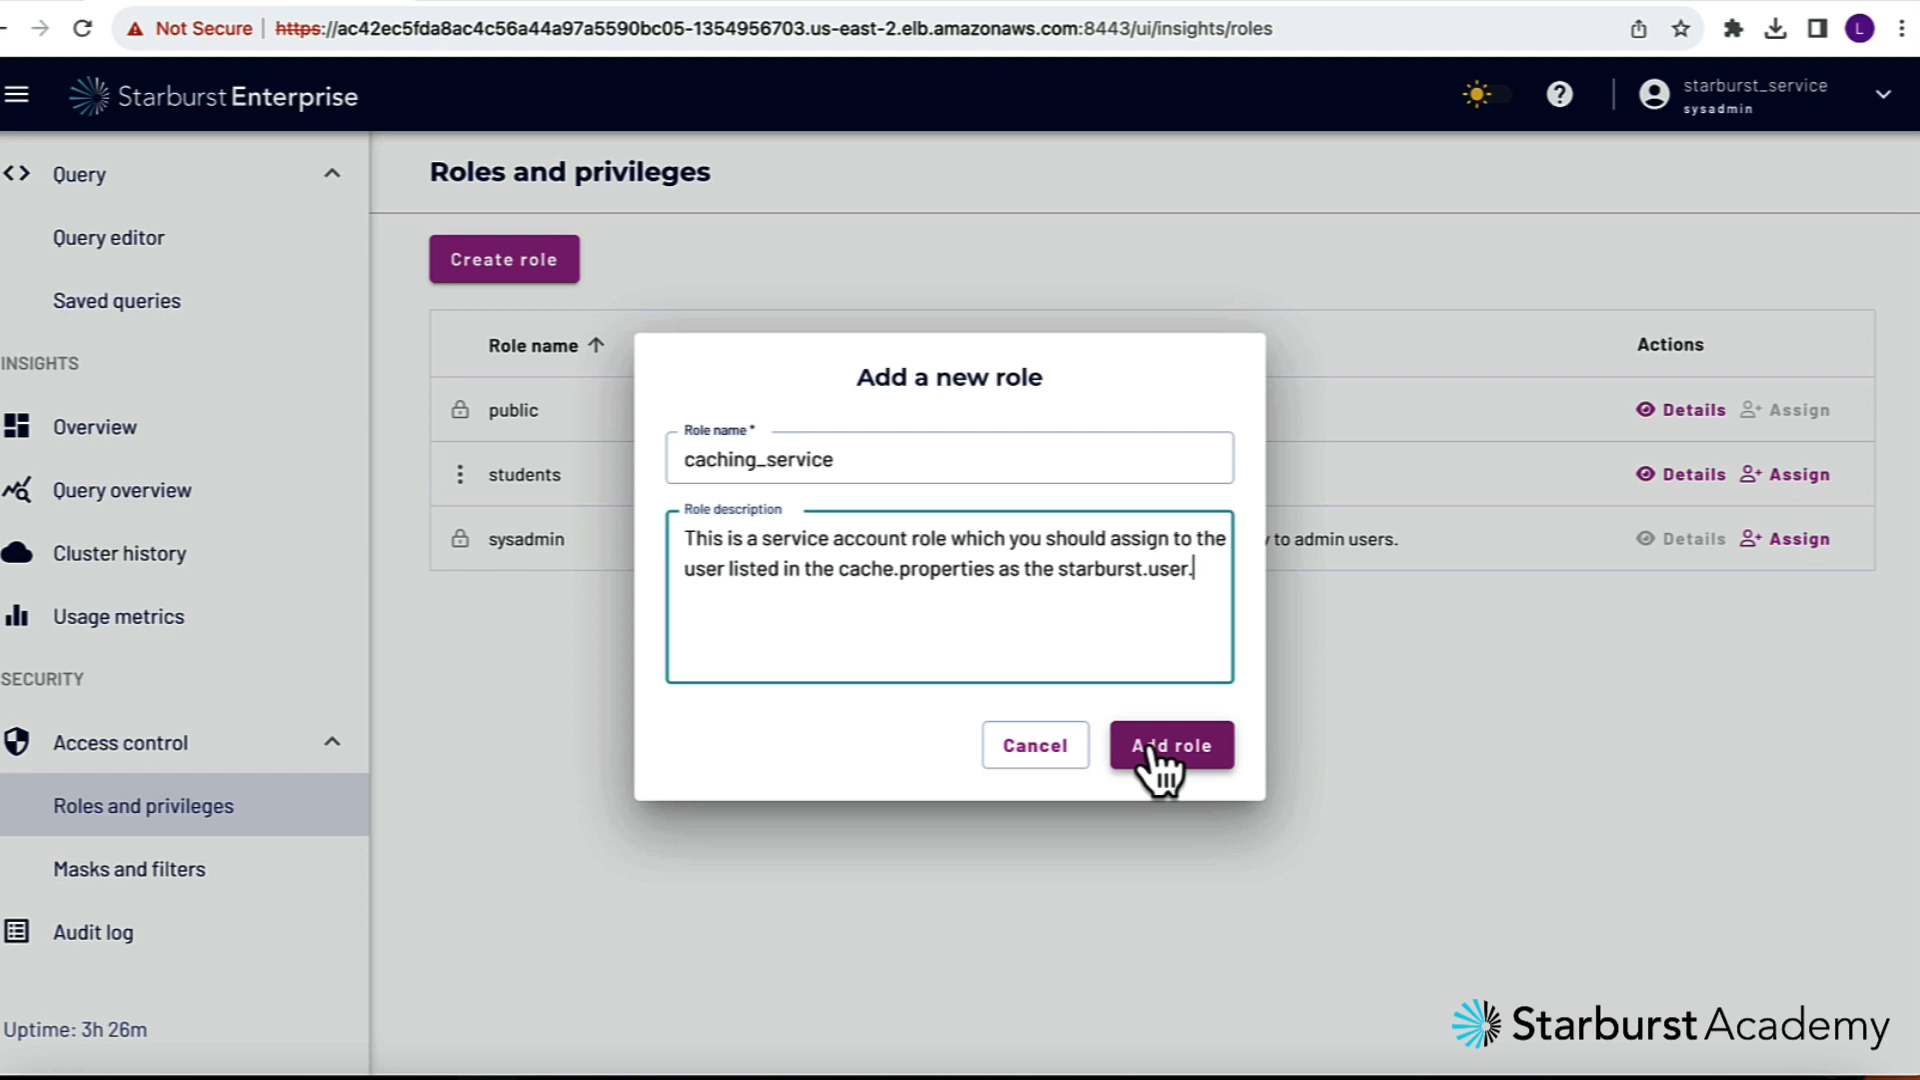 Not Secure
https://ac42ec5fda8ac4c56a44a97a5590bc05-1354956703.us-east-2.elb.amazonaws.com:8443/ui/insights/roles
L
Starburst Enterprise
starburst_service
sysadmin
Query
Query editor
Saved queries
INSIGHTS
Overview
Query overview
Cluster history
Usage metrics
SECURITY
Access control
Roles and privileges
Masks and filters
Audit log
Uptime: 3h 26m
Roles and privileges
Create role
Role name
Actions
public
Details Assign
students
Details Assign
sysadmin
y to admin users.
Details Assign
Add a new role
Role name *
caching_service
Role description
This is a service account role which you should assign to the
user listed in the cache.properties as the starburst.user.
Cancel
Add role
Starburst Academy